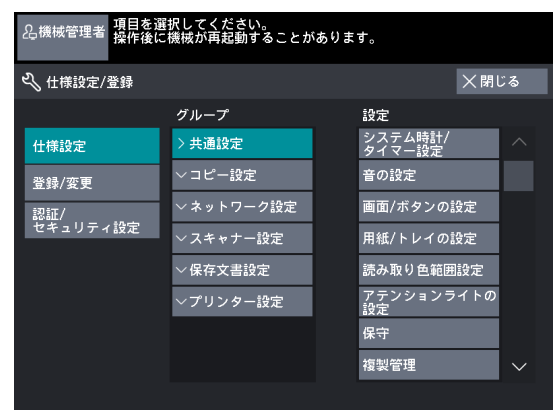 機械管理者
項目を選択してください。
操作後に機械が再起動することがあります。
仕様設定/登録
閉じる
グループ
設定
仕様設定
登録/変更
認証/
セキュリティ設定
共通設定
コピー設定
ネットワーク設定
スキャナー設定
保存文書設定
プリンター設定
システム時計/
タイマー設定
音の設定
画面/ボタンの設定
用紙/トレイの設定
読み取り色範囲設定
アテンションライトの
設定
保守
複製管理